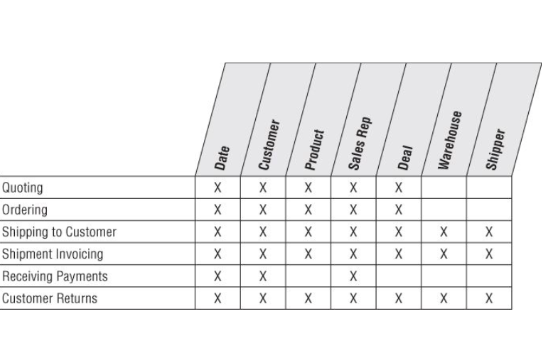 Date Customer Product Sales Rep Deal Warehouse Shipper
Quoting X X X X X
Ordering X X X X X
Shipping to Customer X X X X X X X
Shipment Invoicing X X X X X X X
Receiving Payments X X X
Customer Returns X X X X X X X